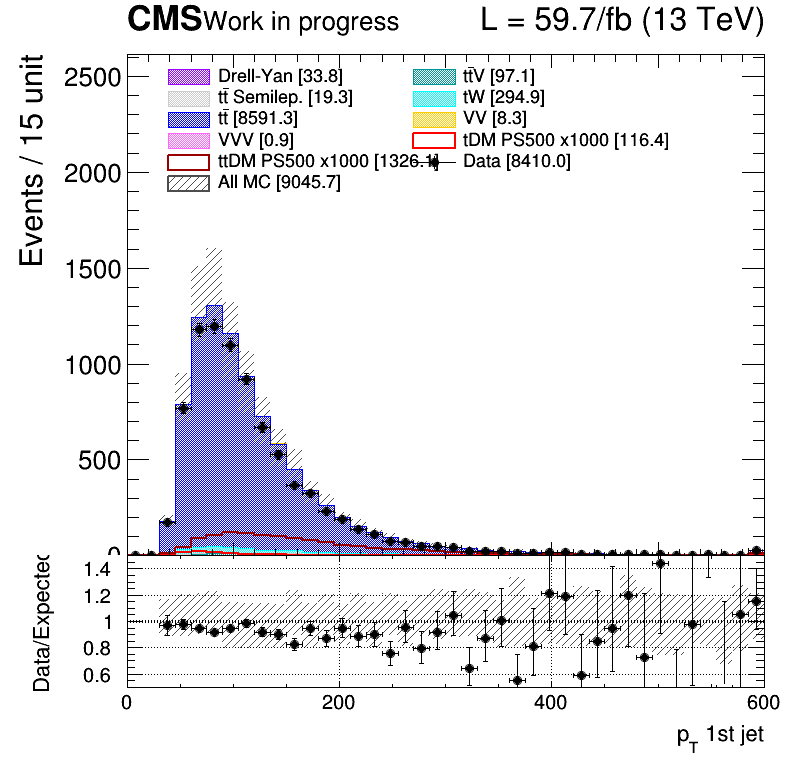 CMS Work in progress L = 59.7/fb (13 TeV)
Events / 15 unit
2500
2000
1500
1000
500
0
Drell-Yan [33.8]
tt̄ Semilep. [19.3]
tt̄ [8591.3]
VVV [0.9]
ttDM PS500 x1000 [1326.1]
All MC [9045.7]
tt̄V [97.1]
tW [294.9]
VV [8.3]
tDM PS500 x1000 [116.4]
Data [8410.0]
Data/Expected
1.4
1.2
1
0.8
0.6
0 200 400 600
p_T 1st jet